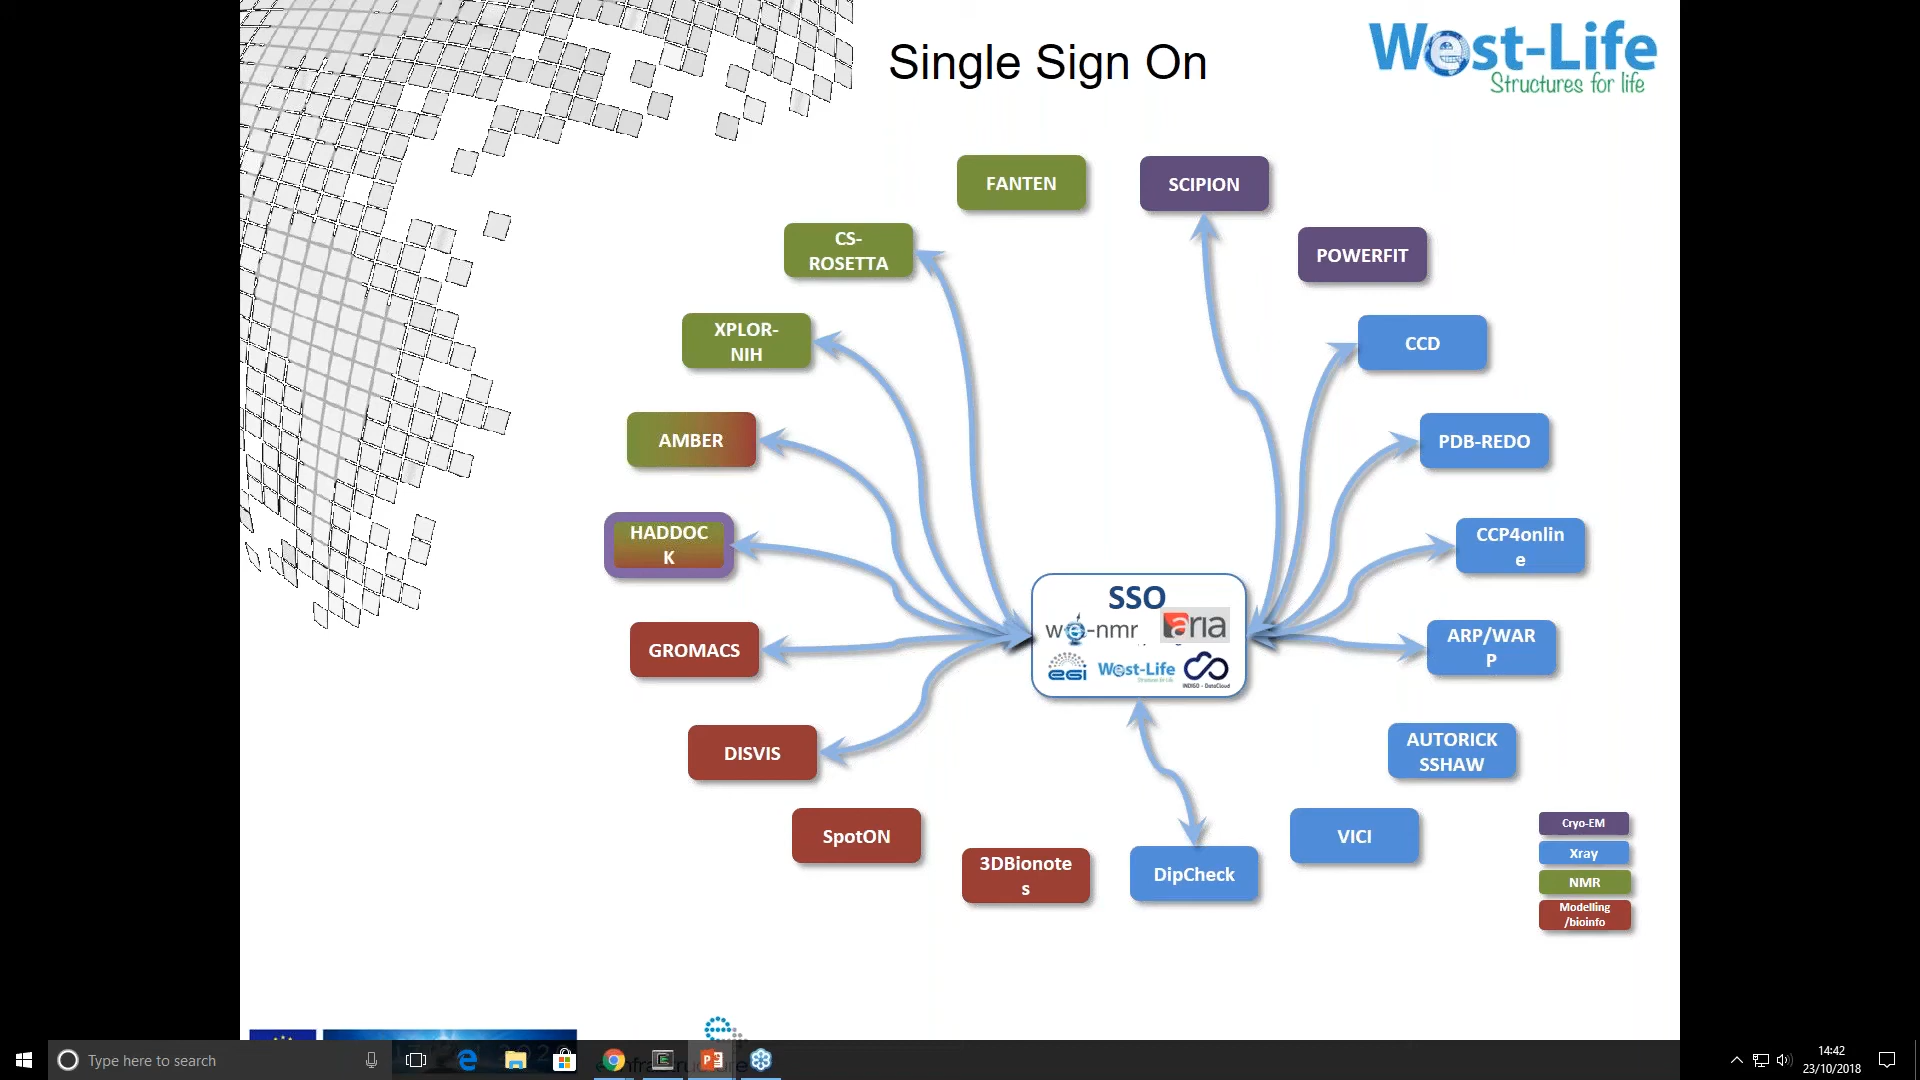 Single Sign On
West-Life
Structures for life
FANTEN
SCIPION
CS-
ROSETTA
POWERFIT
XPLOR-
NIH
CCD
AMBER
PDB-REDO
HADDOC
K
CCP4onlin
e
SSO
we-nmr
aria
EGI
West-Life
INDIGO - DataCloud
GROMACS
ARP/WAR
P
DISVIS
AUTORICK
SSHAW
SpotON
3DBionote
s
DipCheck
VICI
Cryo-EM
Xray
NMR
Modelling
/bioinfo
Type here to search
14:42
23/10/2018